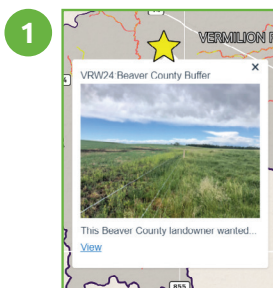 1
VERMILION
×
VRW24 Beaver County Buffer
This Beaver County landowner wanted...
View
855